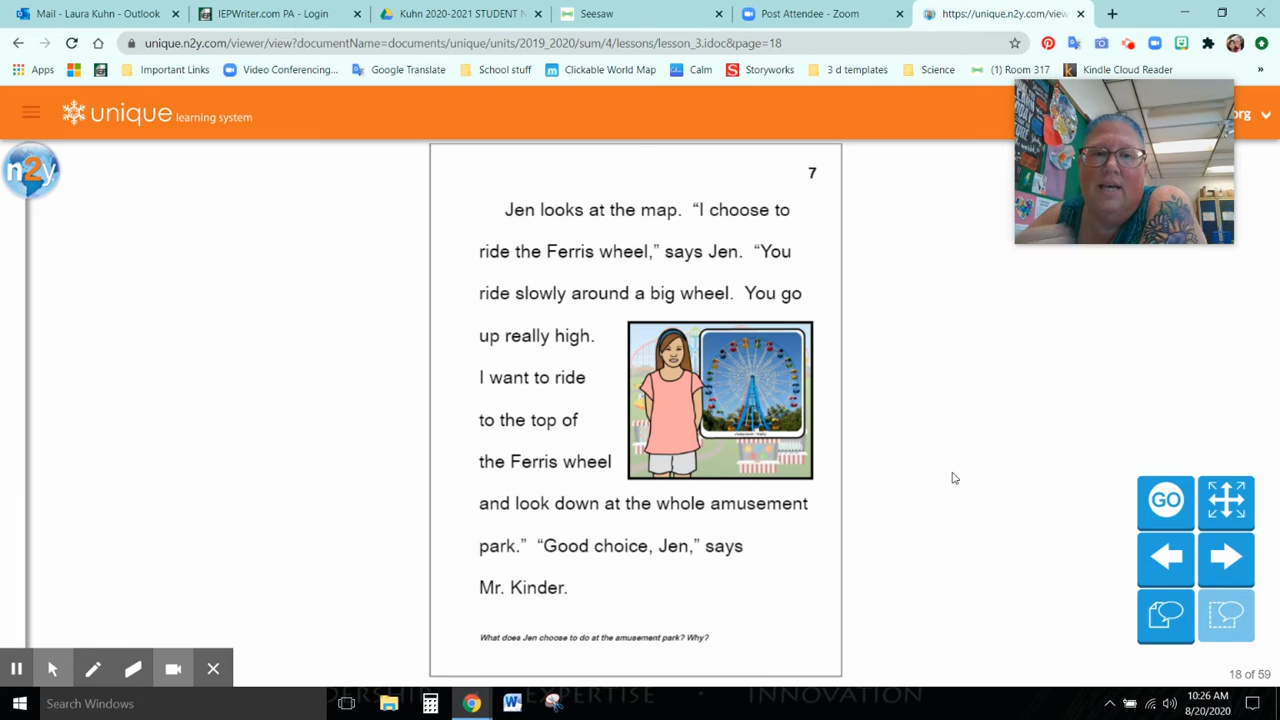 Mail - Laura Kuhn - Outlook
IEPWriter.com PA - Login
Kuhn 2020-2021 STUDENT N
Seesaw
Post Attendee - Zoom
https://unique.n2y.com/view
unique.n2y.com/viewer/view?documentName=documents/unique/units/2019_2020/sum/4/lessons/lesson_3.idoc&page=18
Apps
Important Links
Video Conferencing...
Google Translate
School stuff
Clickable World Map
Calm
Storyworks
3 d templates
Science
(1) Room 317
Kindle Cloud Reader
unique learning system
org
n2y
7
Jen looks at the map. “I choose to
ride the Ferris wheel,” says Jen. “You
ride slowly around a big wheel. You go
up really high.
I want to ride
to the top of
the Ferris wheel
and look down at the whole amusement
park.” “Good choice, Jen,” says
Mr. Kinder.
What does Jen choose to do at the amusement park? Why?
GO
18 of 59
EXPERTISE · INNOVATION
Search Windows
10:26 AM
8/20/2020